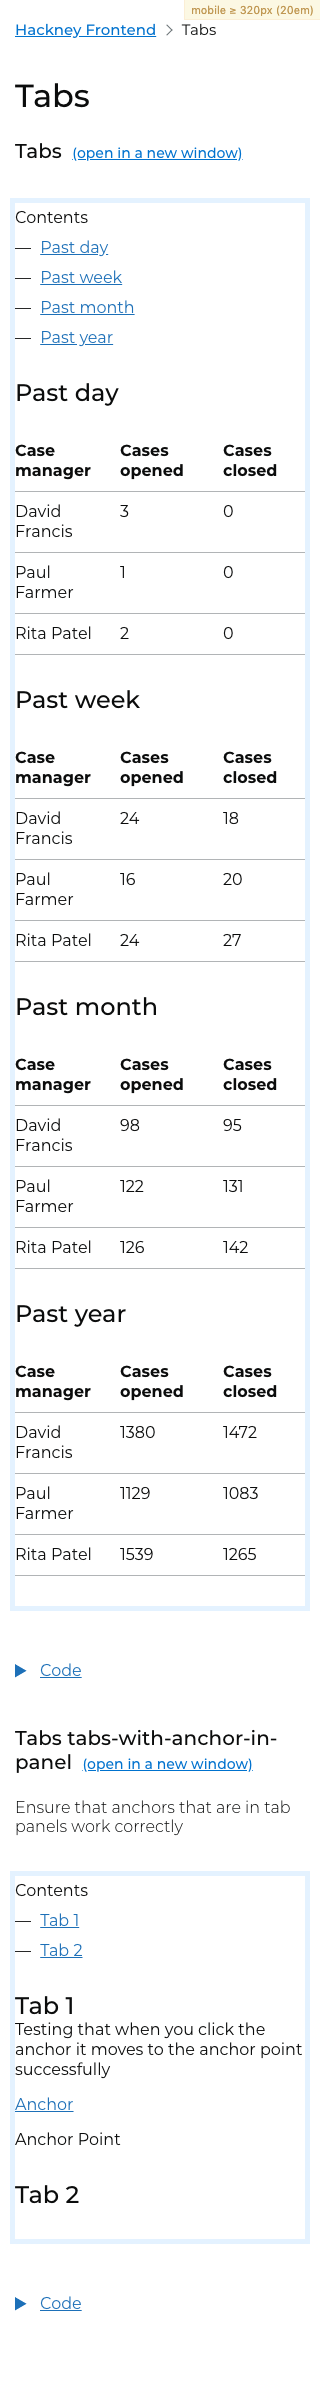 mobile ≥ 320px (20em)
Hackney Frontend > Tabs
Tabs
Tabs (open in a new window)
Contents
— Past day
— Past week
— Past month
— Past year
Past day
Case manager Cases opened Cases closed
David Francis 3 0
Paul Farmer 1 0
Rita Patel 2 0
Past week
Case manager Cases opened Cases closed
David Francis 24 18
Paul Farmer 16 20
Rita Patel 24 27
Past month
Case manager Cases opened Cases closed
David Francis 98 95
Paul Farmer 122 131
Rita Patel 126 142
Past year
Case manager Cases opened Cases closed
David Francis 1380 1472
Paul Farmer 1129 1083
Rita Patel 1539 1265
Code
Tabs tabs-with-anchor-in-
panel (open in a new window)
Ensure that anchors that are in tab
panels work correctly
Contents
— Tab 1
— Tab 2
Tab 1
Testing that when you click the
anchor it moves to the anchor point
successfully
Anchor
Anchor Point
Tab 2
Code